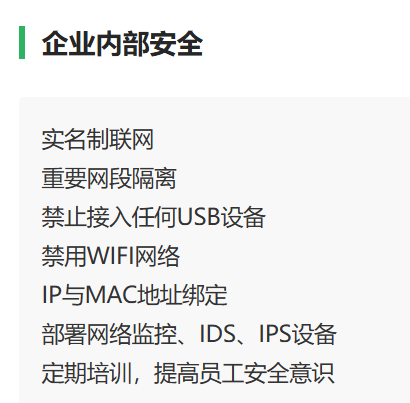 企业内部安全
实名制联网
重要网段隔离
禁止接入任何USB设备
禁用WIFI网络
IP与MAC地址绑定
部署网络监控、IDS、IPS设备
定期培训，提高员工安全意识